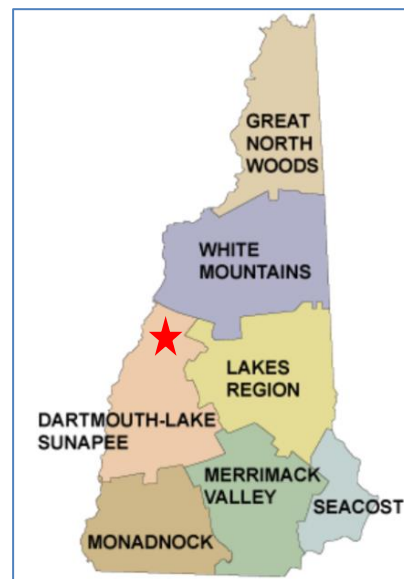 GREAT
NORTH
WOODS
WHITE
MOUNTAINS
LAKES
REGION
DARTMOUTH-LAKE
SUNAPEE
MERRIMACK
VALLEY
SEACOST
MONADNOCK